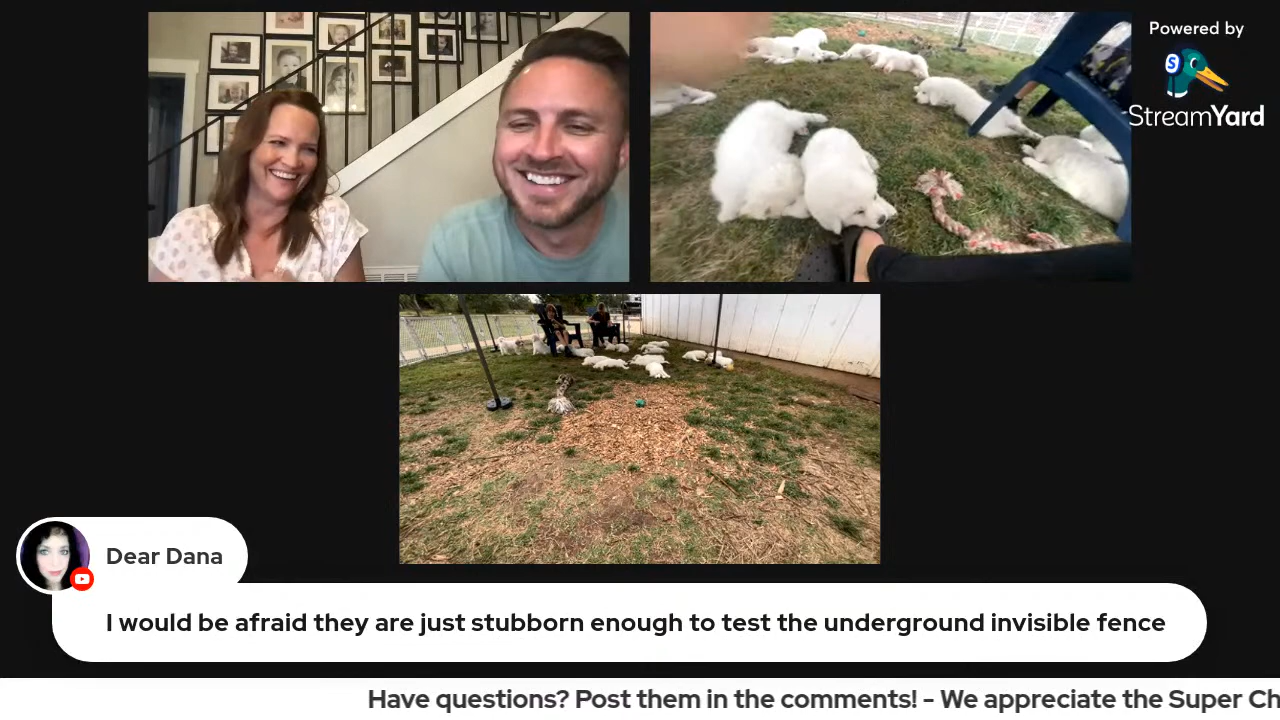 Powered by
S
StreamYard
Dear Dana
I would be afraid they are just stubborn enough to test the underground invisible fence
Have questions? Post them in the comments! - We appreciate the Super Ch